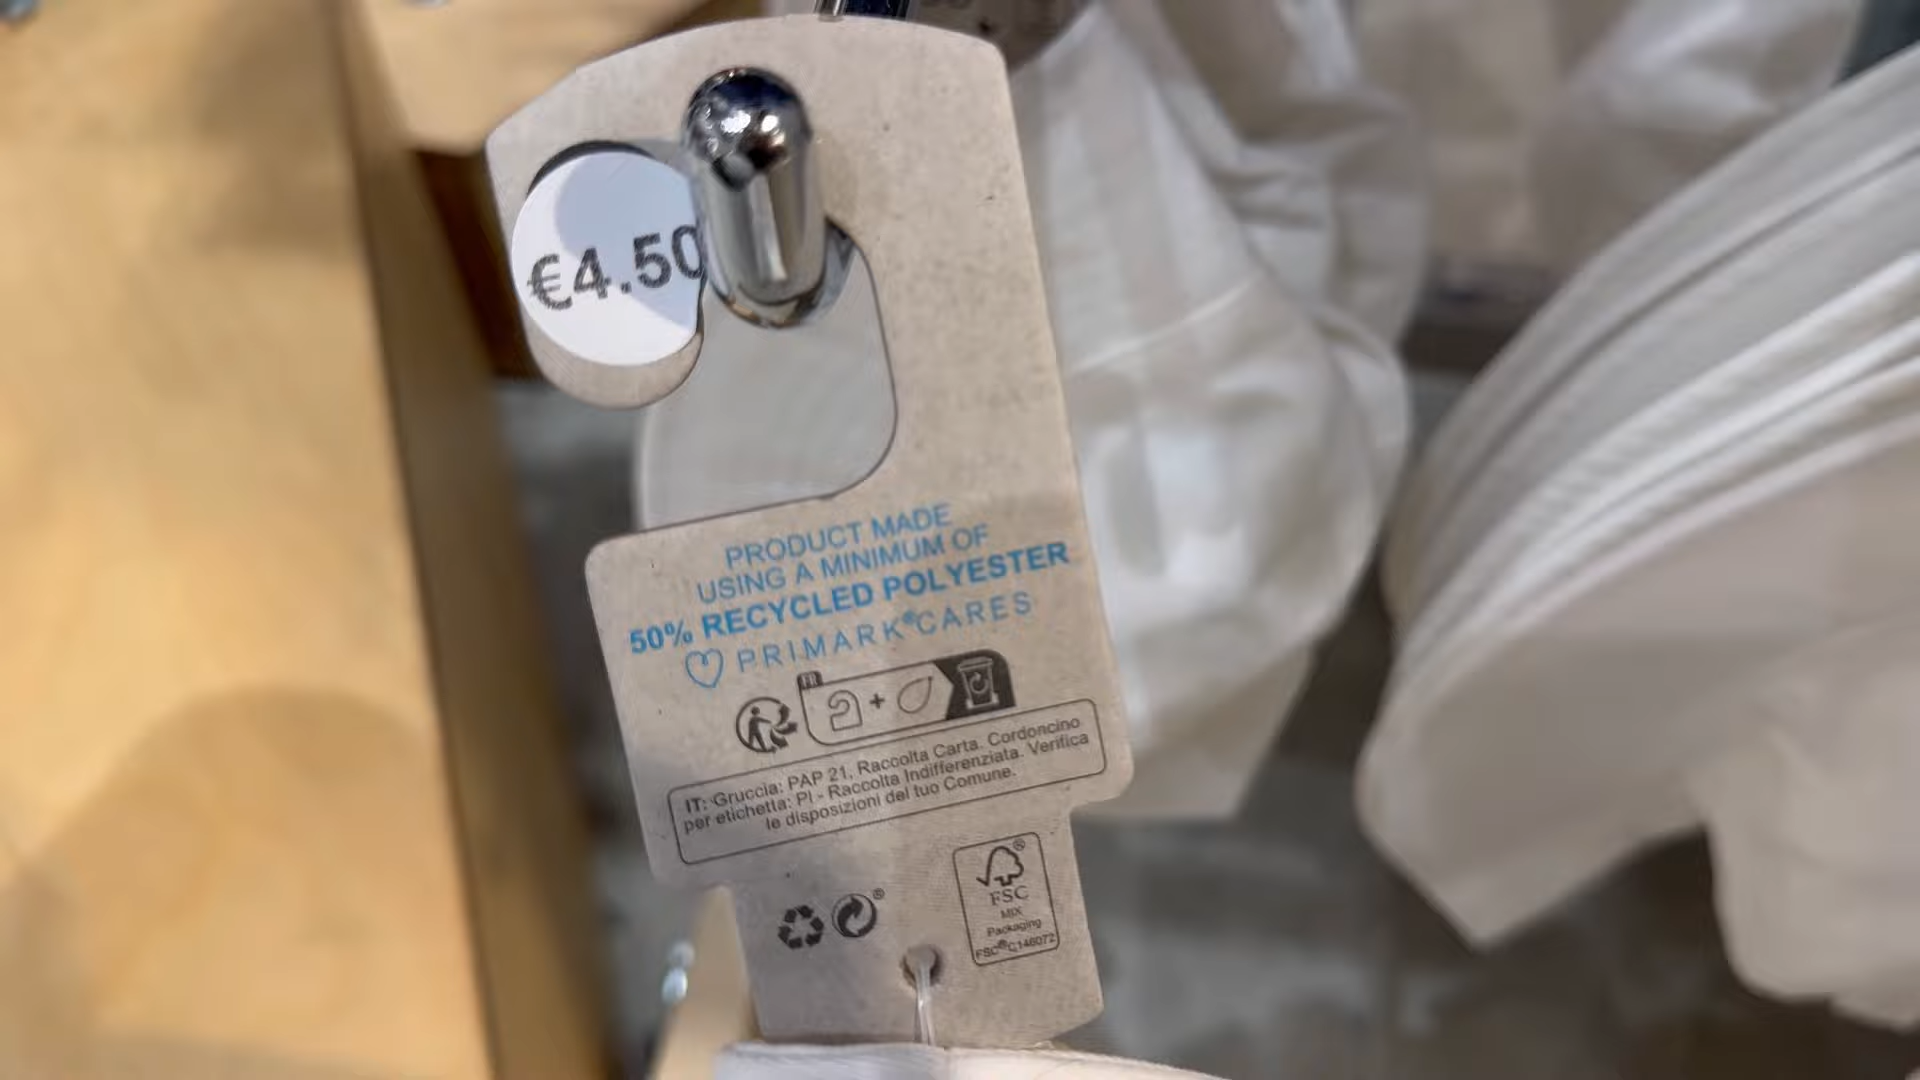 €4.50
PRODUCT MADE
USING A MINIMUM OF
50% RECYCLED POLYESTER
PRIMARK®CARES
FR
+
IT: Gruccia: PAP 21, Raccolta Carta. Cordoncino
per etichetta: PI - Raccolta Indifferenziata. Verifica
le disposizioni del tuo Comune.
®
FSC
MIX
Packaging
FSC®C146072
®